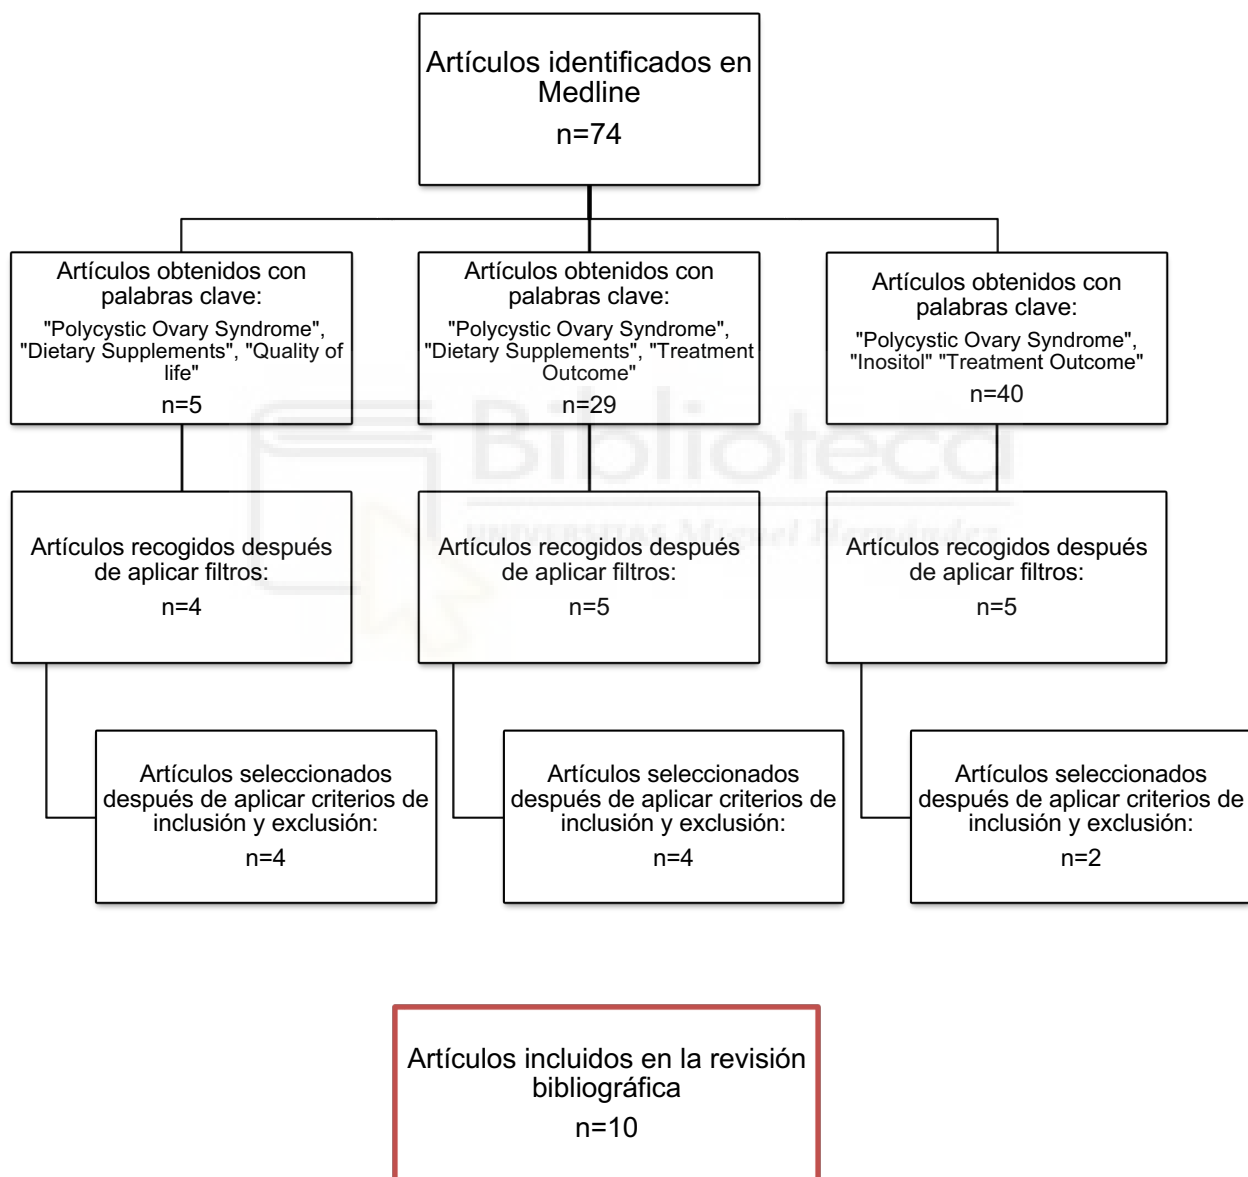 Artículos identificados en
Medline
n=74
Artículos obtenidos con
palabras clave:
"Polycystic Ovary Syndrome",
"Dietary Supplements", "Quality of
life"
n=5
Artículos obtenidos con
palabras clave:
"Polycystic Ovary Syndrome",
"Dietary Supplements", "Treatment
Outcome"
n=29
Artículos obtenidos con
palabras clave:
"Polycystic Ovary Syndrome",
"Inositol" "Treatment Outcome"
n=40
Biblioteca
UNIVERSITAS Miguel Hernández
Artículos recogidos después
de aplicar filtros:
n=4
Artículos recogidos después
de aplicar filtros:
n=5
Artículos recogidos después
de aplicar filtros:
n=5
Artículos seleccionados
después de aplicar criterios de
inclusión y exclusión:
n=4
Artículos seleccionados
después de aplicar criterios de
inclusión y exclusión:
n=4
Artículos seleccionados
después de aplicar criterios de
inclusión y exclusión:
n=2
Artículos incluidos en la revisión
bibliográfica
n=10